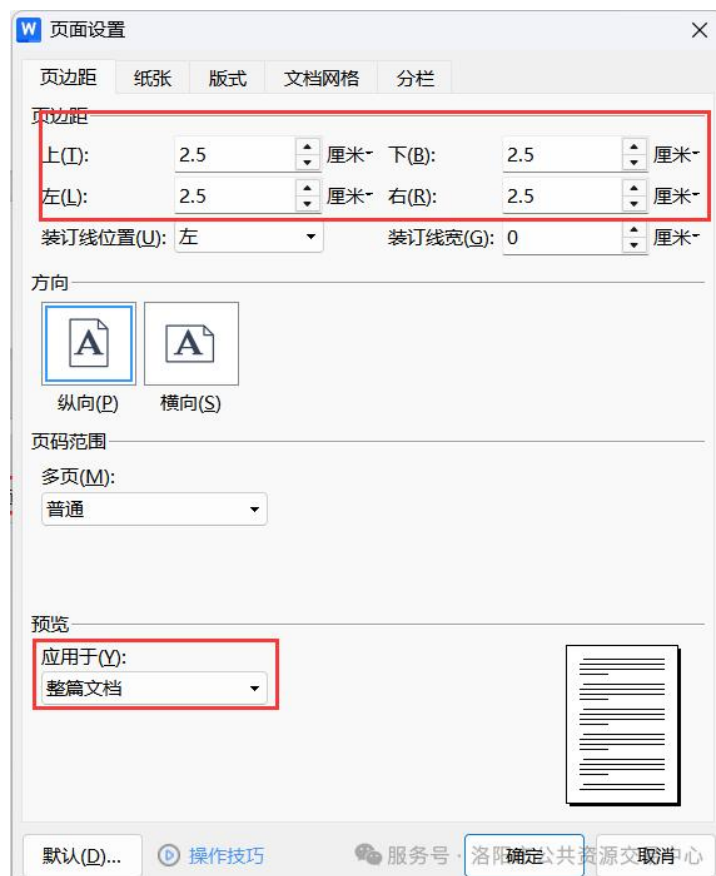 W 页面设置
页边距 纸张 版式 文档网格 分栏
页边距
上(T): 2.5 厘米 下(B): 2.5 厘米
左(L): 2.5 厘米 右(R): 2.5 厘米
装订线位置(U): 左 装订线宽(G): 0 厘米
方向
A A
纵向(P) 横向(S)
页码范围
多页(M):
普通
预览
应用于(Y):
整篇文档
默认(D)... 操作技巧 确定 取消
服务号 · 洛阳 公共资源交 中心